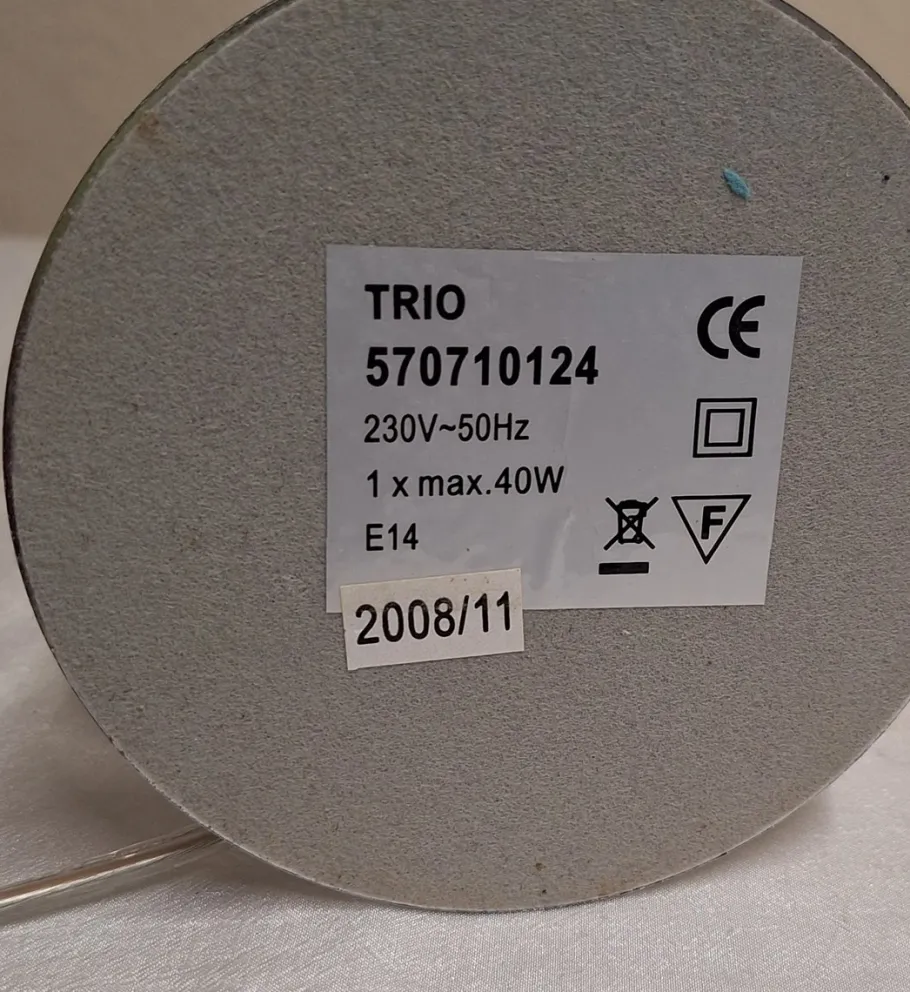 TRIO
570710124
230V~50Hz
1 x max.40W
E14
CE
F
2008/11